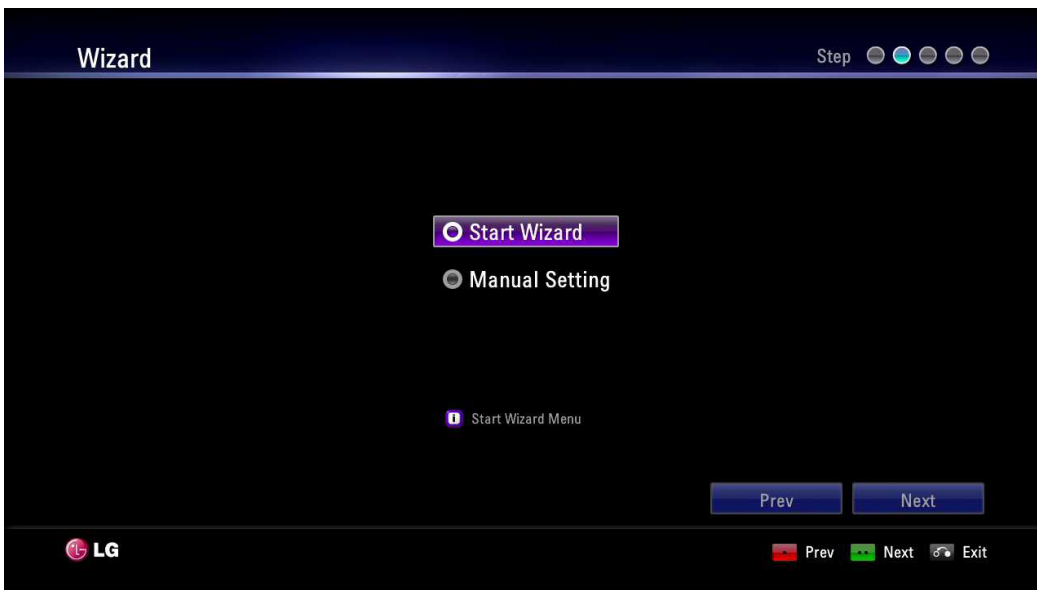 Wizard
Step
Start Wizard
Manual Setting
i Start Wizard Menu
Prev Next
LG
Prev Next Exit